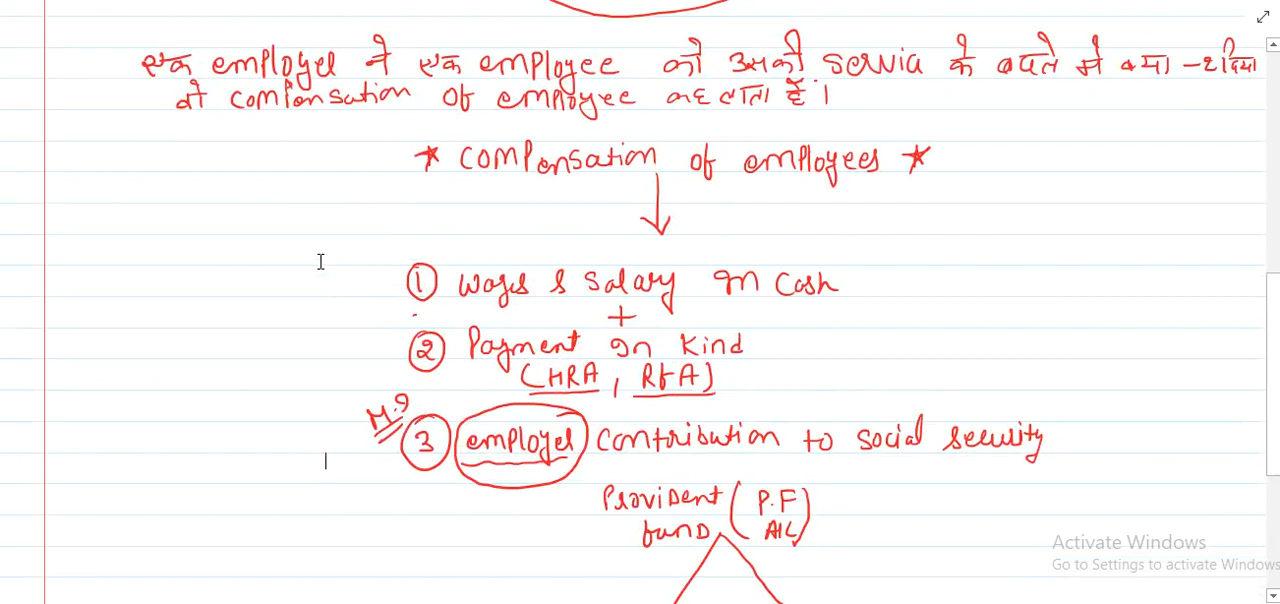 एक employer ने एक employee को उसकी service के बदले में क्या-२ दिया
वो compensation of employee कहलाता है।
* Compensation of employees *
① Wages & Salary In Cash
+
② Payment In Kind
(HRA, RFA)
③ employer contribution to social security
Provident (P.F
fund A/c)
Activate Windows
Go to Settings to activate Windows